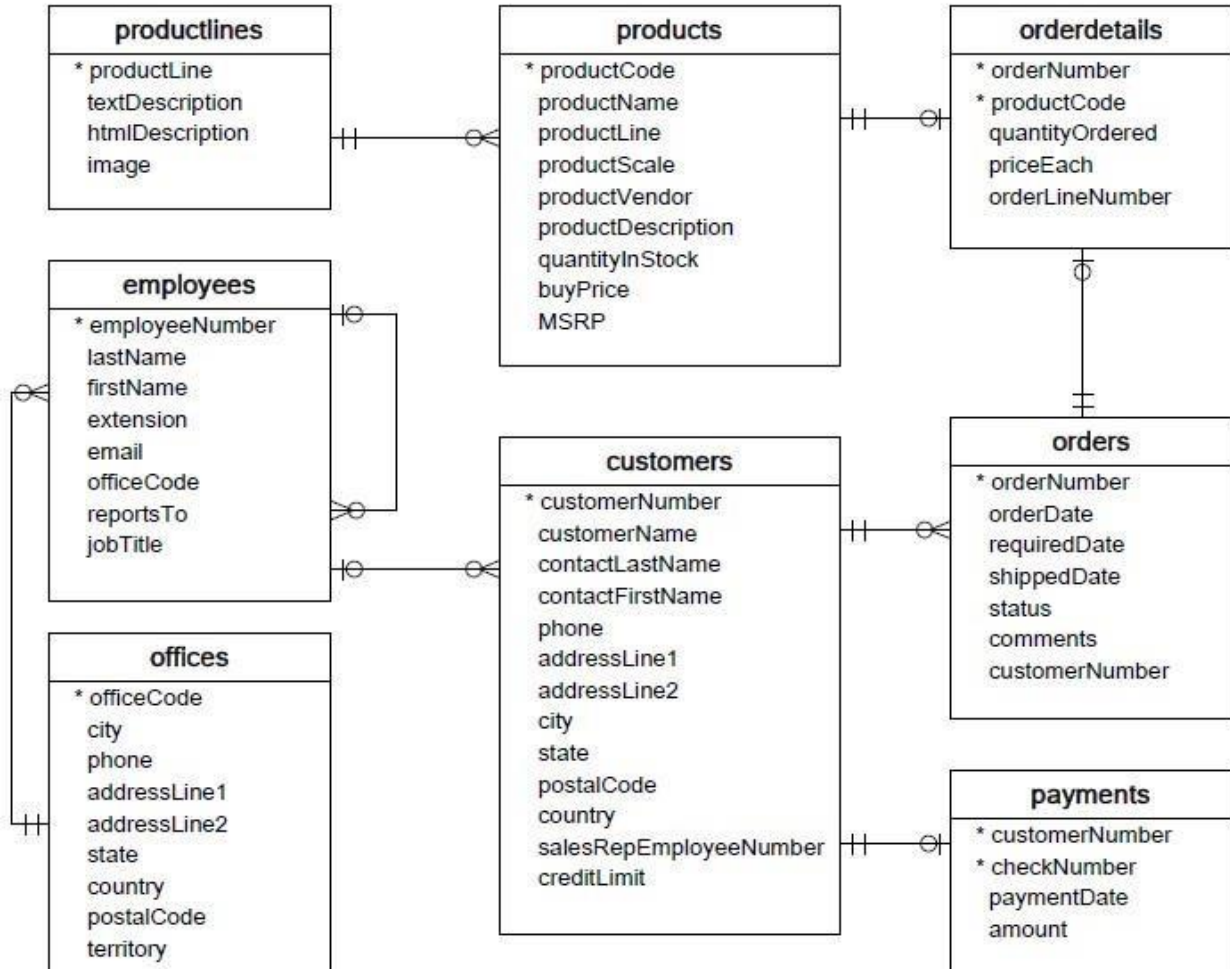 productlines
* productLine
textDescription
htmlDescription
image
products
* productCode
productName
productLine
productScale
productVendor
productDescription
quantityInStock
buyPrice
MSRP
orderdetails
* orderNumber
* productCode
quantityOrdered
priceEach
orderLineNumber
employees
* employeeNumber
lastName
firstName
extension
email
officeCode
reportsTo
jobTitle
customers
* customerNumber
customerName
contactLastName
contactFirstName
phone
addressLine1
addressLine2
city
state
postalCode
country
salesRepEmployeeNumber
creditLimit
orders
* orderNumber
orderDate
requiredDate
shippedDate
status
comments
customerNumber
offices
* officeCode
city
phone
addressLine1
addressLine2
state
country
postalCode
territory
payments
* customerNumber
* checkNumber
paymentDate
amount